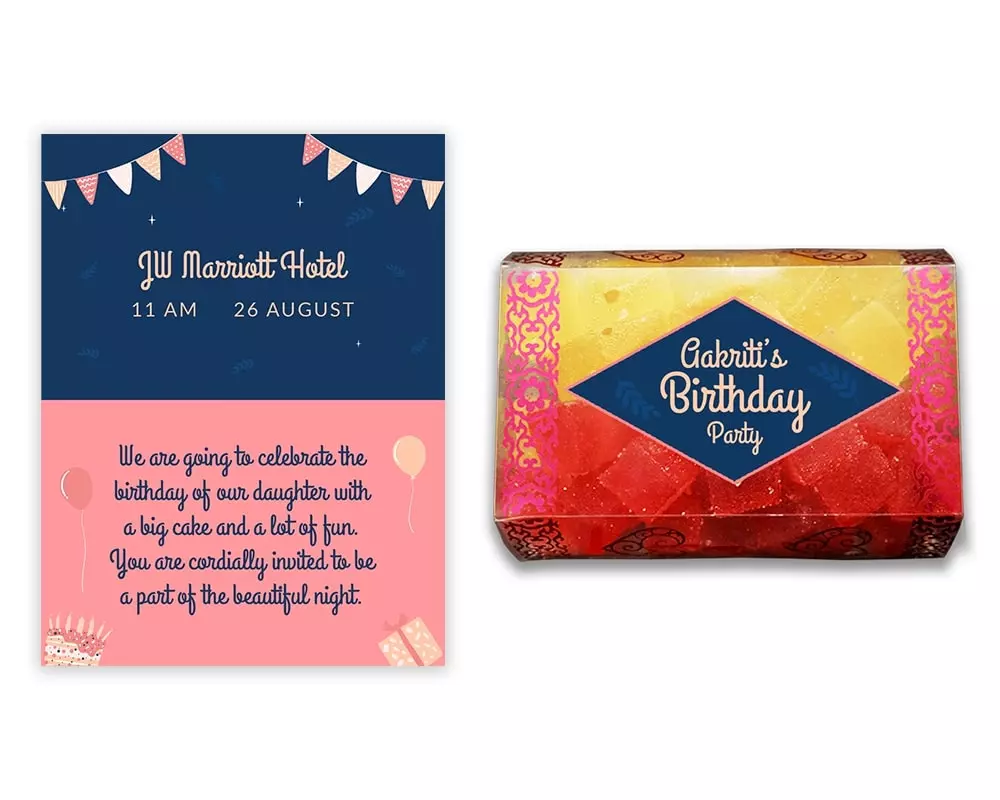 JW Marriott Hotel
11 AM 26 AUGUST
We are going to celebrate the
birthday of our daughter with
a big cake and a lot of fun.
You are cordially invited to be
a part of the beautiful night.
Aakriti's
Birthday
Party